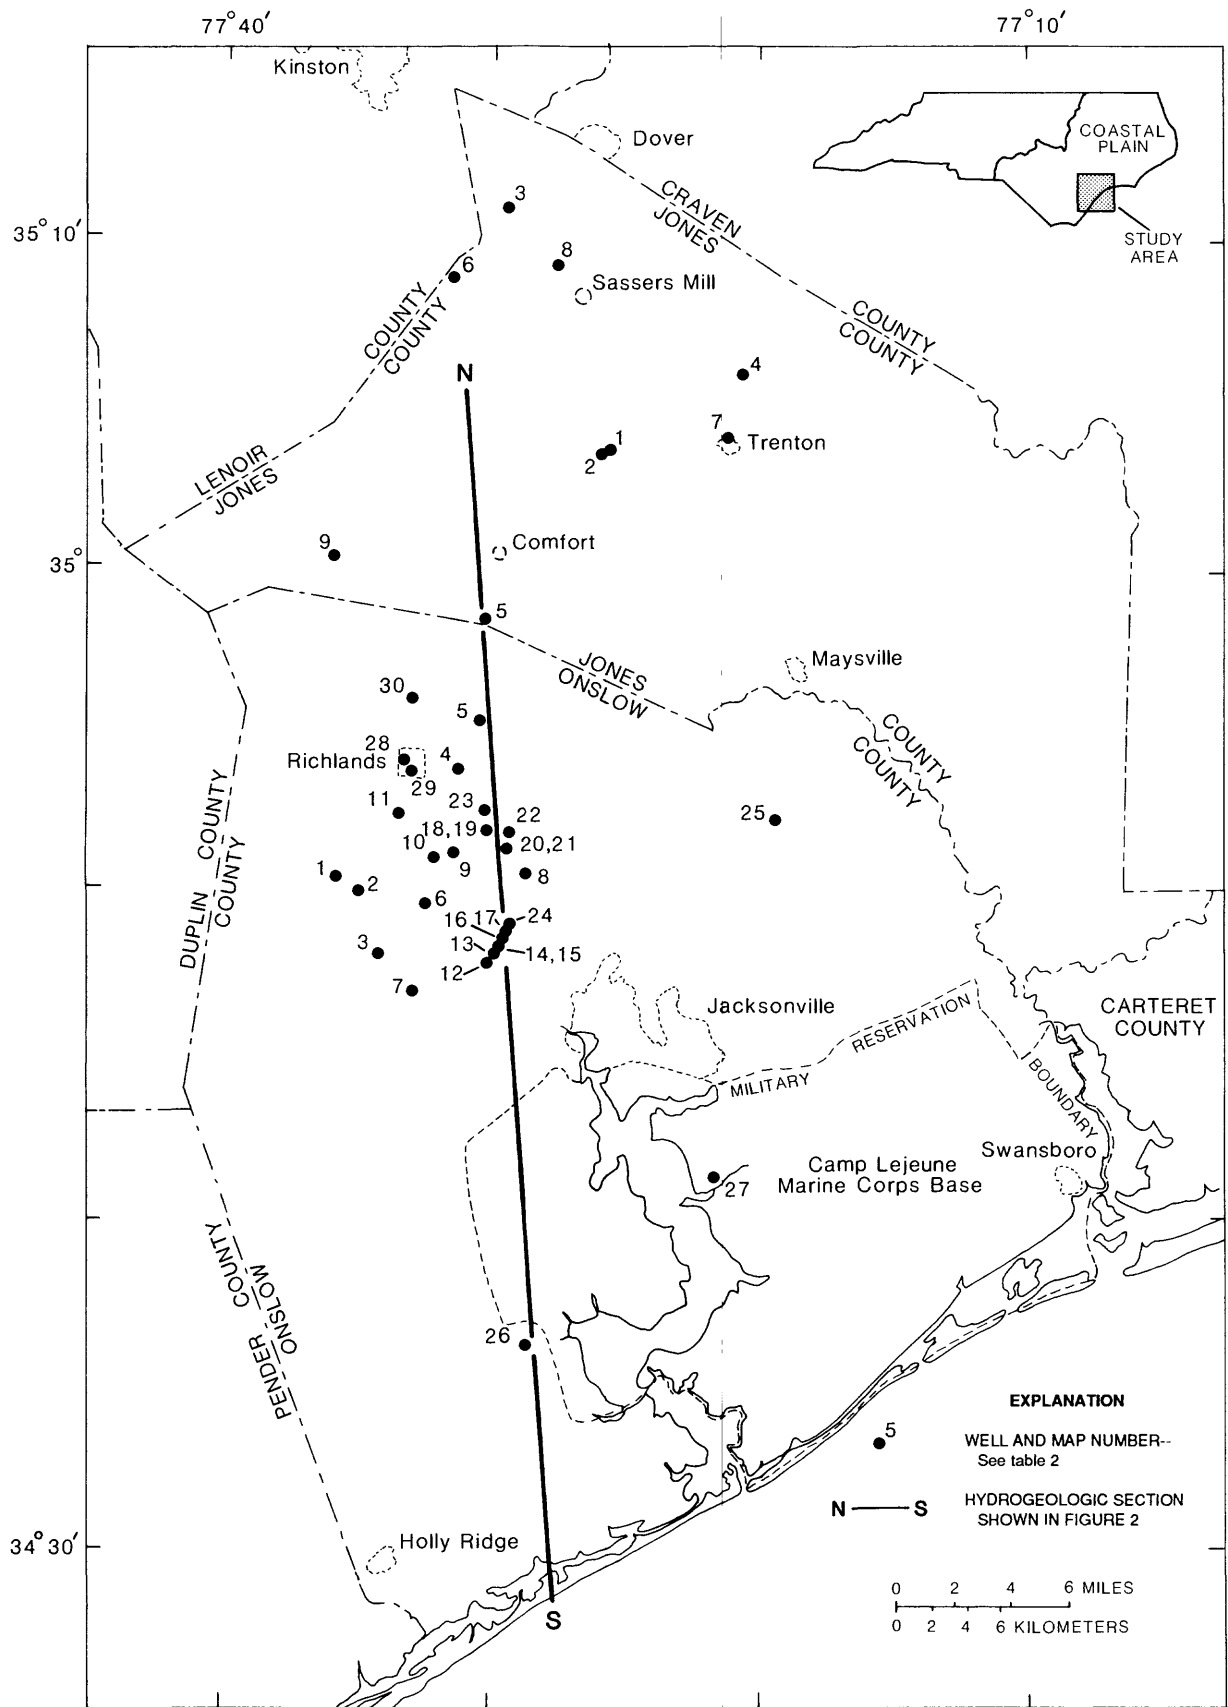 77° 40′
77° 10′
Kinston
Dover
COASTAL
PLAIN
3
CRAVEN
JONES
35° 10′
8
STUDY
AREA
6
Sassers Mill
COUNTY
COUNTY
COUNTY
COUNTY
N
4
7
1
Trenton
2
LENOIR
JONES
9
Comfort
35°
5
JONES
ONSLOW
Maysville
30
5
COUNTY
COUNTY
28
Richlands
4
29
11
23
22
25
18,19
20,21
10
9
1
2
8
DUPLIN COUNTY
COUNTY
6
17
24
16
3
13
14,15
12
7
Jacksonville
RESERVATION
CARTERET
COUNTY
MILITARY
BOUNDARY
Swansboro
Camp Lejeune
Marine Corps Base
27
PENDER COUNTY
ONSLOW
26
EXPLANATION
5
WELL AND MAP NUMBER--
See table 2
N
S
HYDROGEOLOGIC SECTION
SHOWN IN FIGURE 2
34° 30′
Holly Ridge
0 2 4 6 MILES
0 2 4 6 KILOMETERS
S